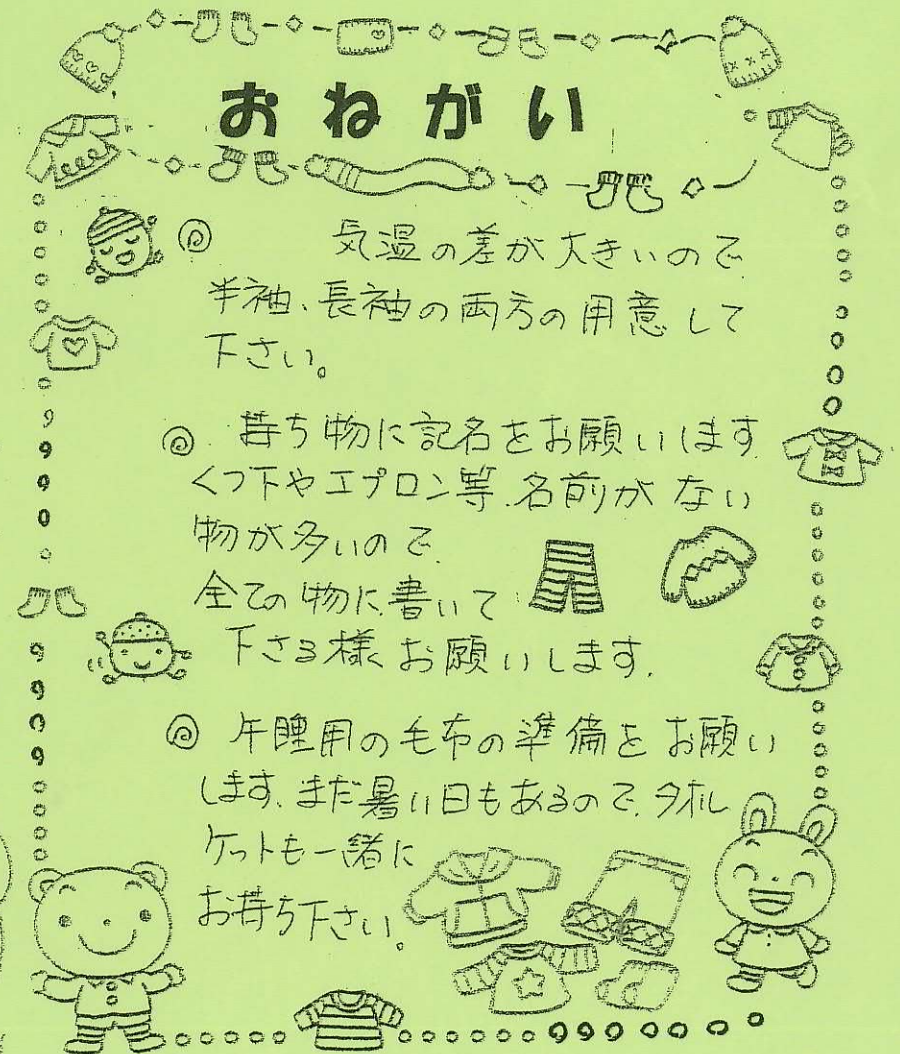 おねがい
気温の差が大きいので
半袖、長袖の両方の用意して
下さい。
持ち物に記名をお願いします
くつ下やエプロン等、名前がない
物が多いので、
全ての物に、書いて
下さる様、お願いします。
午睡用の毛布の準備をお願い
します、まだ暑い日もあるので、タオル
ケットも一緒に
お持ち下さい。